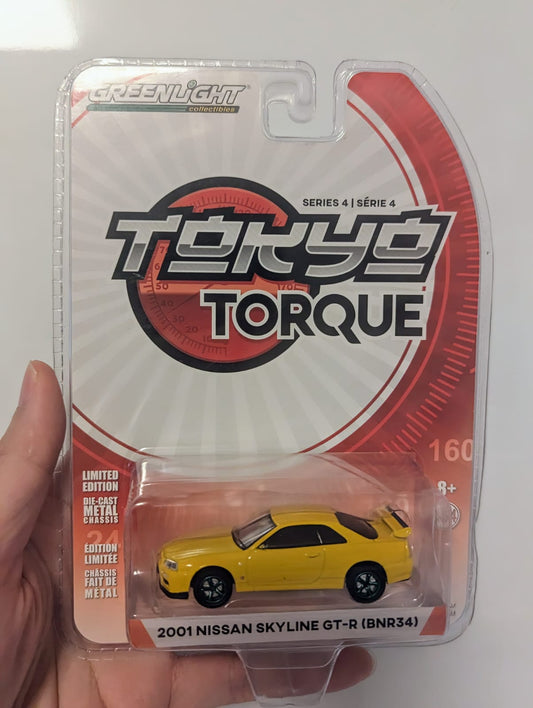 GREENLIGHT
collectibles
SERIES 4 | SÉRIE 4
TOKYO
TORQUE
160
8+
LIMITED
EDITION
DIE-CAST
METAL
CHASSIS
ÉDITION
LIMITÉE
CHÂSSIS
FAIT DE
MÉTAL
2001 NISSAN SKYLINE GT-R (BNR34)